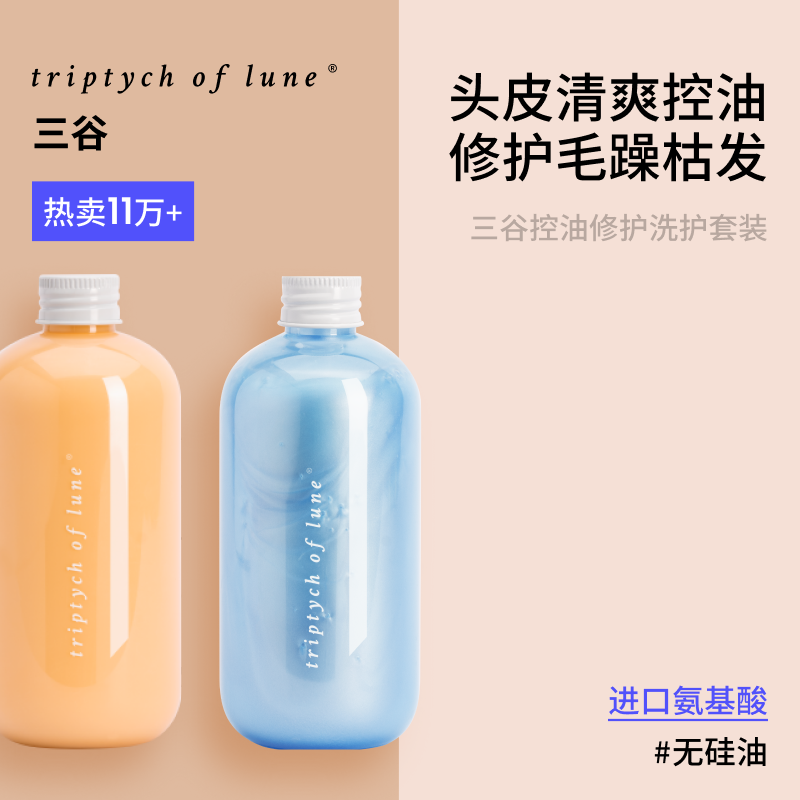 triptych of lune®
三谷
热卖11万+
头皮清爽控油
修护毛躁枯发
三谷控油修护洗护套装
triptych of lune®
triptych of lune®
进口氨基酸
#无硅油